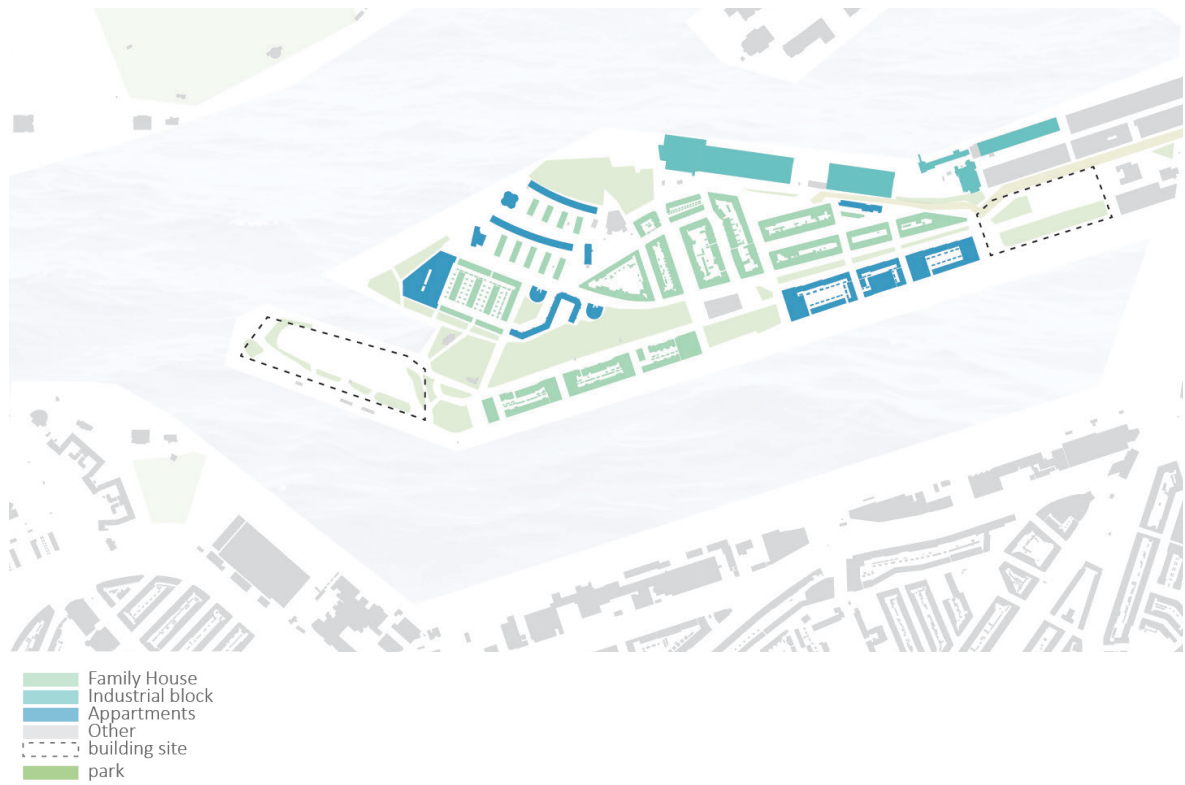 Family House
Industrial block
Appartments
Other
building site
park